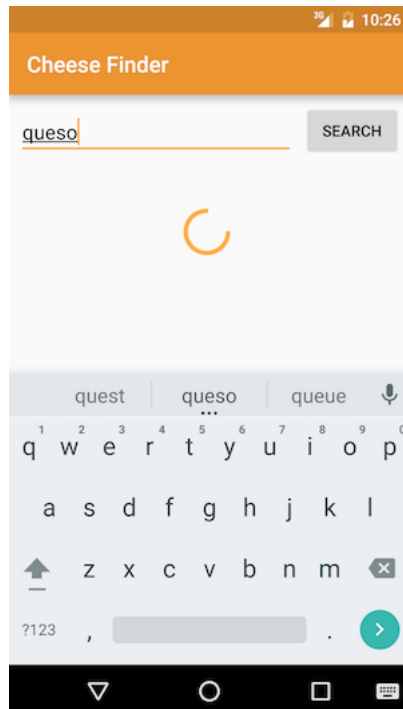 3G 10:26
Cheese Finder
queso SEARCH
quest queso queue
1 2 3 4 5 6 7 8 9 0
q w e r t y u i o p
a s d f g h j k l
z x c v b n m
?123 , .